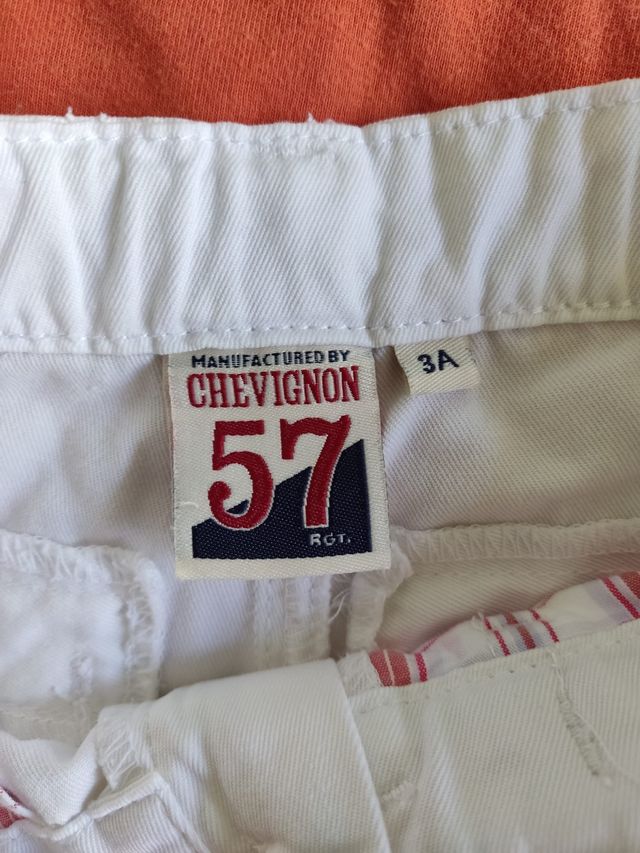 MANUFACTURED BY
CHEVIGNON
57
RGT.
3A